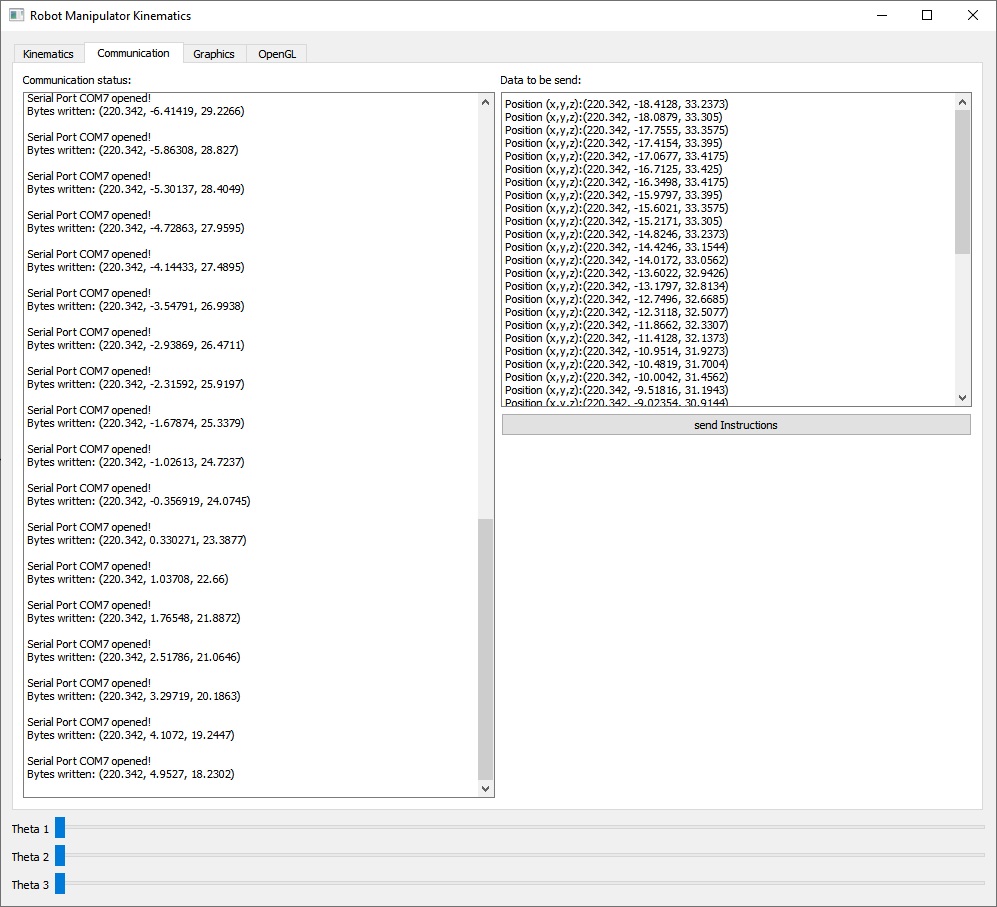 Robot Manipulator Kinematics
Kinematics
Communication
Graphics
OpenGL
Communication status:
Serial Port COM7 opened!
Bytes written: (220.342, -6.41419, 29.2266)
Serial Port COM7 opened!
Bytes written: (220.342, -5.86308, 28.827)
Serial Port COM7 opened!
Bytes written: (220.342, -5.30137, 28.4049)
Serial Port COM7 opened!
Bytes written: (220.342, -4.72863, 27.9595)
Serial Port COM7 opened!
Bytes written: (220.342, -4.14433, 27.4895)
Serial Port COM7 opened!
Bytes written: (220.342, -3.54791, 26.9938)
Serial Port COM7 opened!
Bytes written: (220.342, -2.93869, 26.4711)
Serial Port COM7 opened!
Bytes written: (220.342, -2.31592, 25.9197)
Serial Port COM7 opened!
Bytes written: (220.342, -1.67874, 25.3379)
Serial Port COM7 opened!
Bytes written: (220.342, -1.02613, 24.7237)
Serial Port COM7 opened!
Bytes written: (220.342, -0.356919, 24.0745)
Serial Port COM7 opened!
Bytes written: (220.342, 0.330271, 23.3877)
Serial Port COM7 opened!
Bytes written: (220.342, 1.03708, 22.66)
Serial Port COM7 opened!
Bytes written: (220.342, 1.76548, 21.8872)
Serial Port COM7 opened!
Bytes written: (220.342, 2.51786, 21.0646)
Serial Port COM7 opened!
Bytes written: (220.342, 3.29719, 20.1863)
Serial Port COM7 opened!
Bytes written: (220.342, 4.1072, 19.2447)
Serial Port COM7 opened!
Bytes written: (220.342, 4.9527, 18.2302)
Data to be send:
Position (x,y,z):(220.342, -18.4128, 33.2373)
Position (x,y,z):(220.342, -18.0879, 33.305)
Position (x,y,z):(220.342, -17.7555, 33.3575)
Position (x,y,z):(220.342, -17.4154, 33.395)
Position (x,y,z):(220.342, -17.0677, 33.4175)
Position (x,y,z):(220.342, -16.7125, 33.425)
Position (x,y,z):(220.342, -16.3498, 33.4175)
Position (x,y,z):(220.342, -15.9797, 33.395)
Position (x,y,z):(220.342, -15.6021, 33.3575)
Position (x,y,z):(220.342, -15.2171, 33.305)
Position (x,y,z):(220.342, -14.8246, 33.2373)
Position (x,y,z):(220.342, -14.4246, 33.1544)
Position (x,y,z):(220.342, -14.0172, 33.0562)
Position (x,y,z):(220.342, -13.6022, 32.9426)
Position (x,y,z):(220.342, -13.1797, 32.8134)
Position (x,y,z):(220.342, -12.7496, 32.6685)
Position (x,y,z):(220.342, -12.3118, 32.5077)
Position (x,y,z):(220.342, -11.8662, 32.3307)
Position (x,y,z):(220.342, -11.4128, 32.1373)
Position (x,y,z):(220.342, -10.9514, 31.9273)
Position (x,y,z):(220.342, -10.4819, 31.7004)
Position (x,y,z):(220.342, -10.0042, 31.4562)
Position (x,y,z):(220.342, -9.51816, 31.1943)
Position (x,y,z):(220.342, -9.02354, 30.9144)
send Instructions
Theta 1
Theta 2
Theta 3